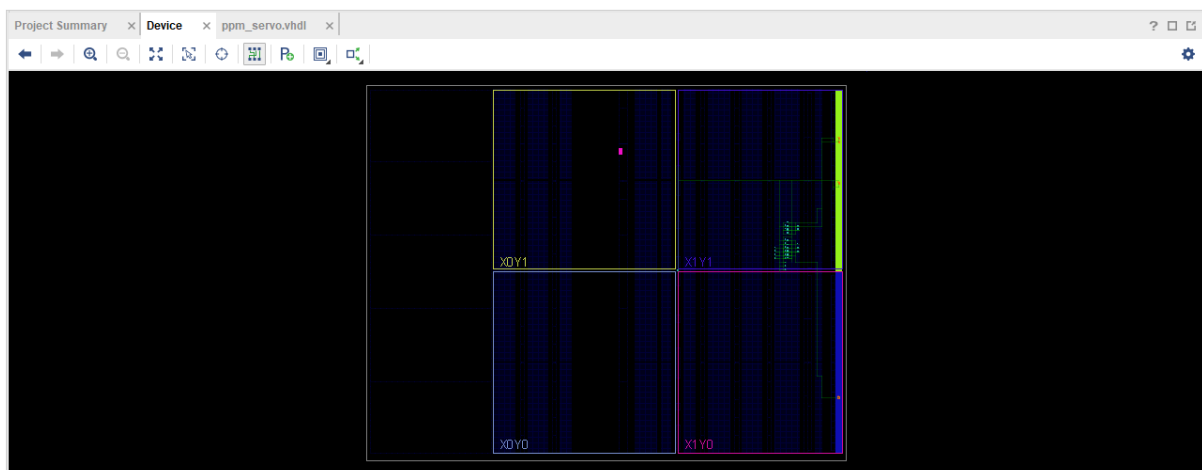 Project Summary × Device × ppm_servo.vhdl ×
?
X0Y1 X1Y1
X0Y0 X1Y0